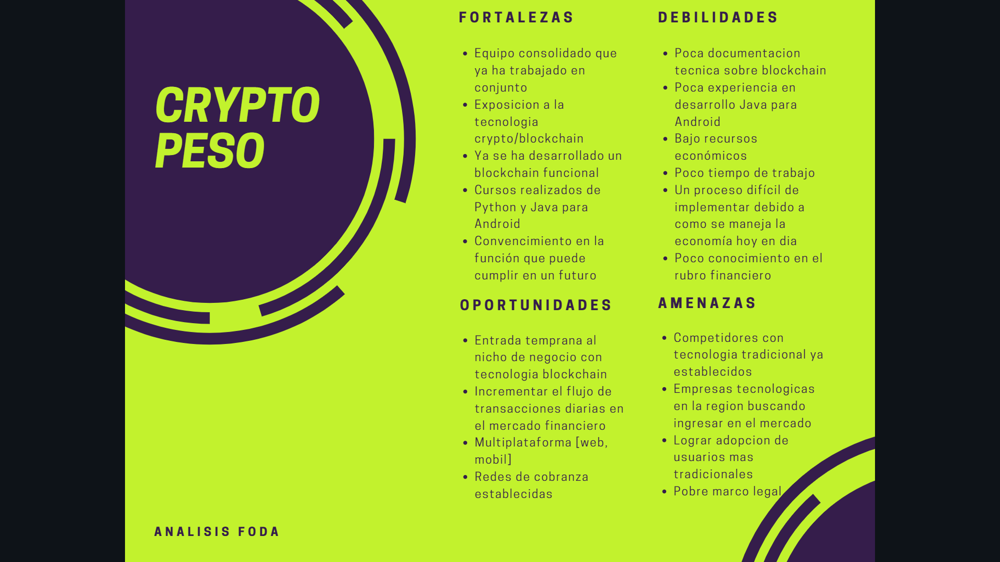 CRYPTO
PESO
ANALISIS FODA
FORTALEZAS
• Equipo consolidado que
ya ha trabajado en
conjunto
• Exposicion a la
tecnologia
crypto/blockchain
• Ya se ha desarrollado un
blockchain funcional
• Cursos realizados de
Python y Java para
Android
• Convencimiento en la
función que puede
cumplir en un futuro
DEBILIDADES
• Poca documentacion
tecnica sobre blockchain
• Poca experiencia en
desarrollo Java para
Android
• Bajo recursos
económicos
• Poco tiempo de trabajo
• Un proceso difícil de
implementar debido a
como se maneja la
economía hoy en dia
• Poco conocimiento en el
rubro financiero
OPORTUNIDADES
• Entrada temprana al
nicho de negocio con
tecnologia blockchain
• Incrementar el flujo de
transacciones diarias en
el mercado financiero
• Multiplataforma [web,
mobil]
• Redes de cobranza
establecidas
AMENAZAS
• Competidores con
tecnologia tradicional ya
establecidos
• Empresas tecnologicas
en la region buscando
ingresar en el mercado
• Lograr adopcion de
usuarios mas
tradicionales
• Pobre marco legal